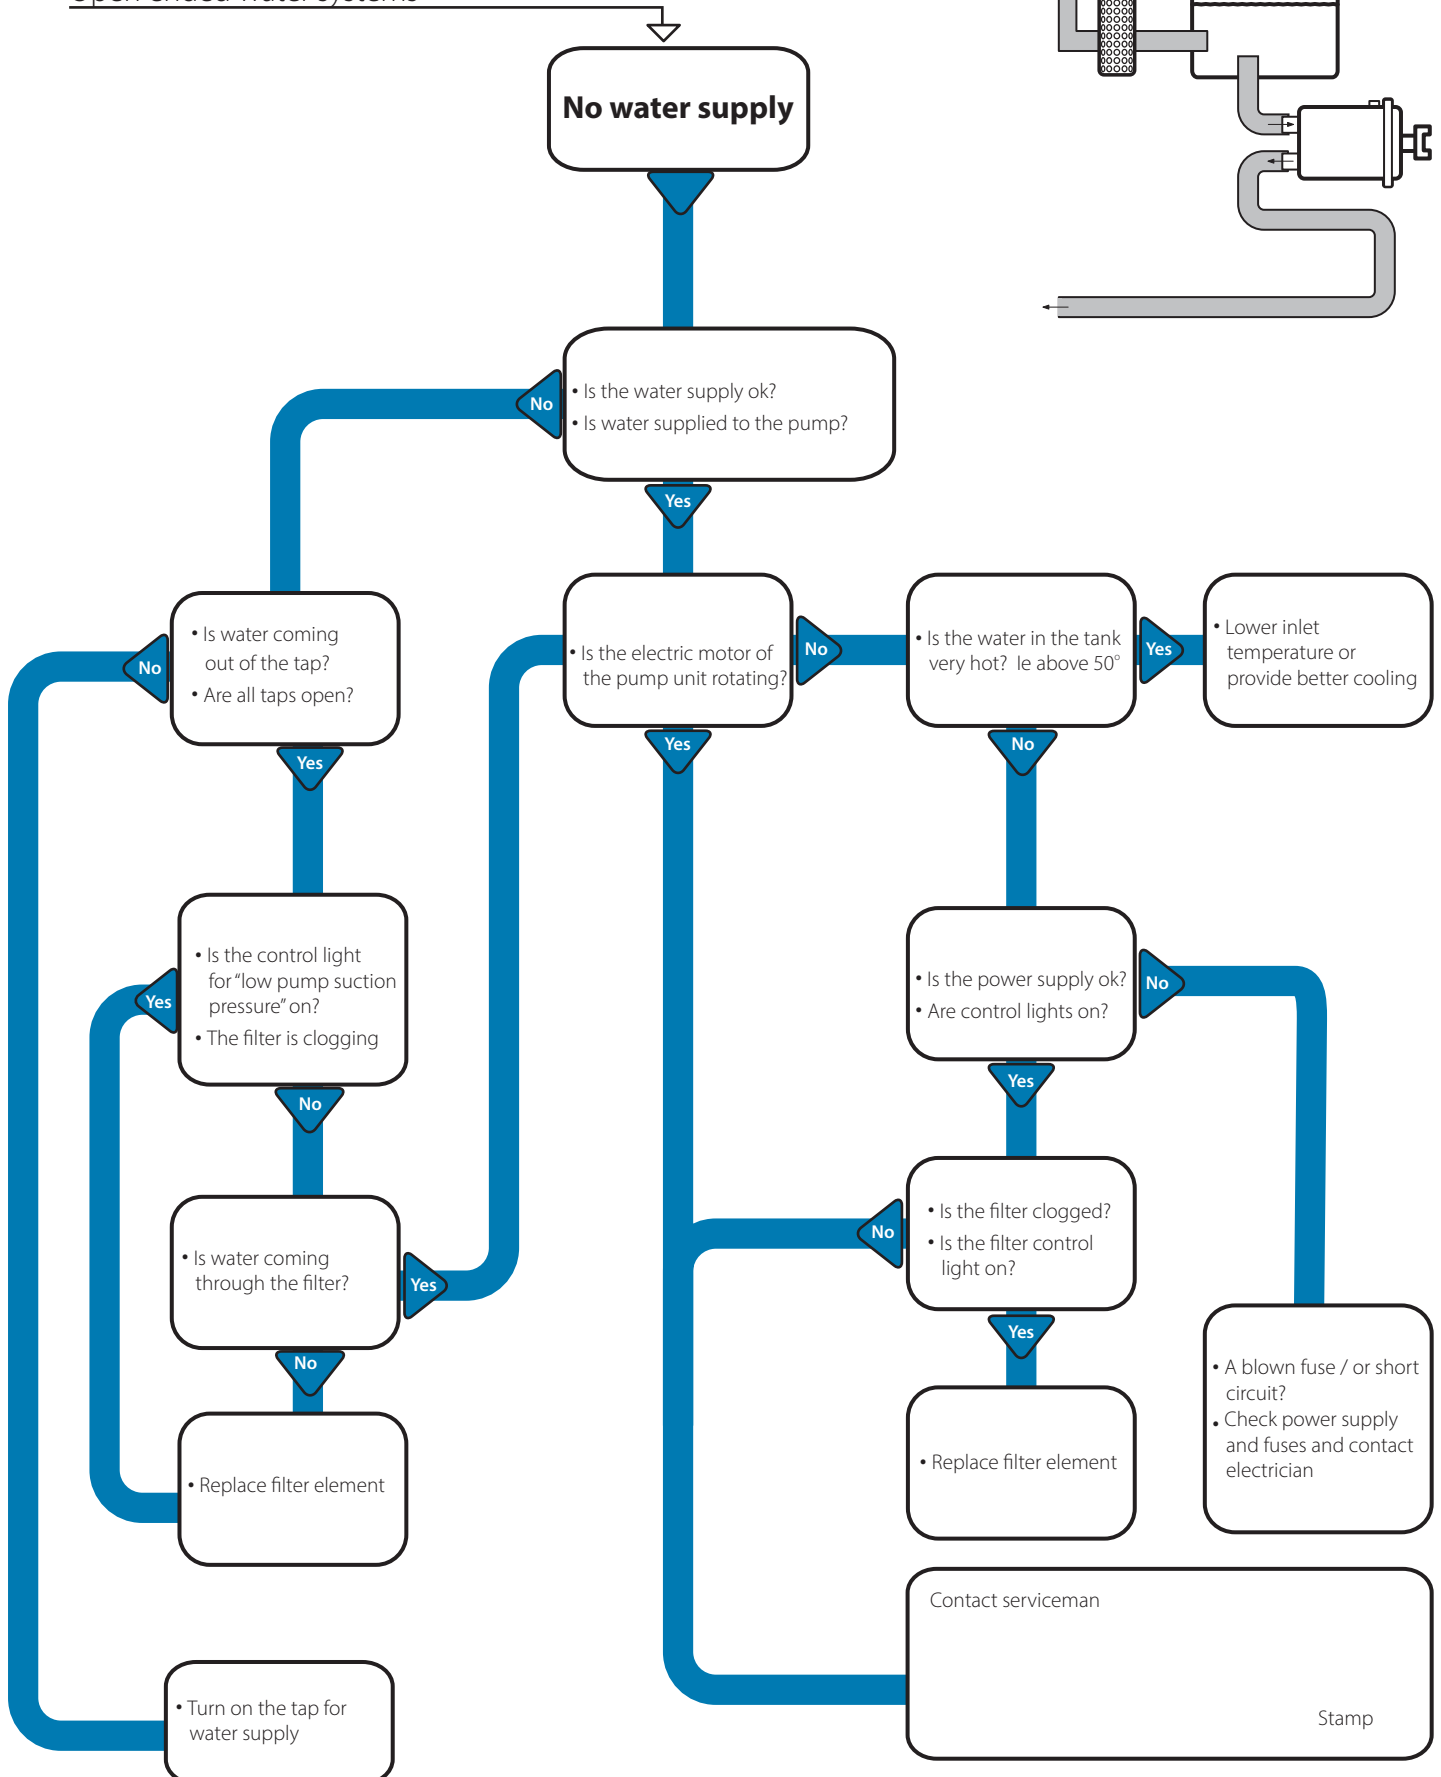 Open ended water systems
No water supply
• Is the water supply ok?
• Is water supplied to the pump?
No
Yes
• Is water coming
out of the tap?
• Are all taps open?
No
Yes
• Is the electric motor of
the pump unit rotating?
No
Yes
• Is the water in the tank
very hot? Ie above 50°
Yes
No
• Lower inlet
temperature or
provide better cooling
• Is the control light
for "low pump suction
pressure" on?
• The filter is clogging
Yes
No
• Is the power supply ok?
• Are control lights on?
No
Yes
• Is water coming
through the filter?
Yes
No
• Is the filter clogged?
• Is the filter control
light on?
No
Yes
• Replace filter element
• Replace filter element
• A blown fuse / or short
circuit?
• Check power supply
and fuses and contact
electrician
Contact serviceman
Stamp
• Turn on the tap for
water supply